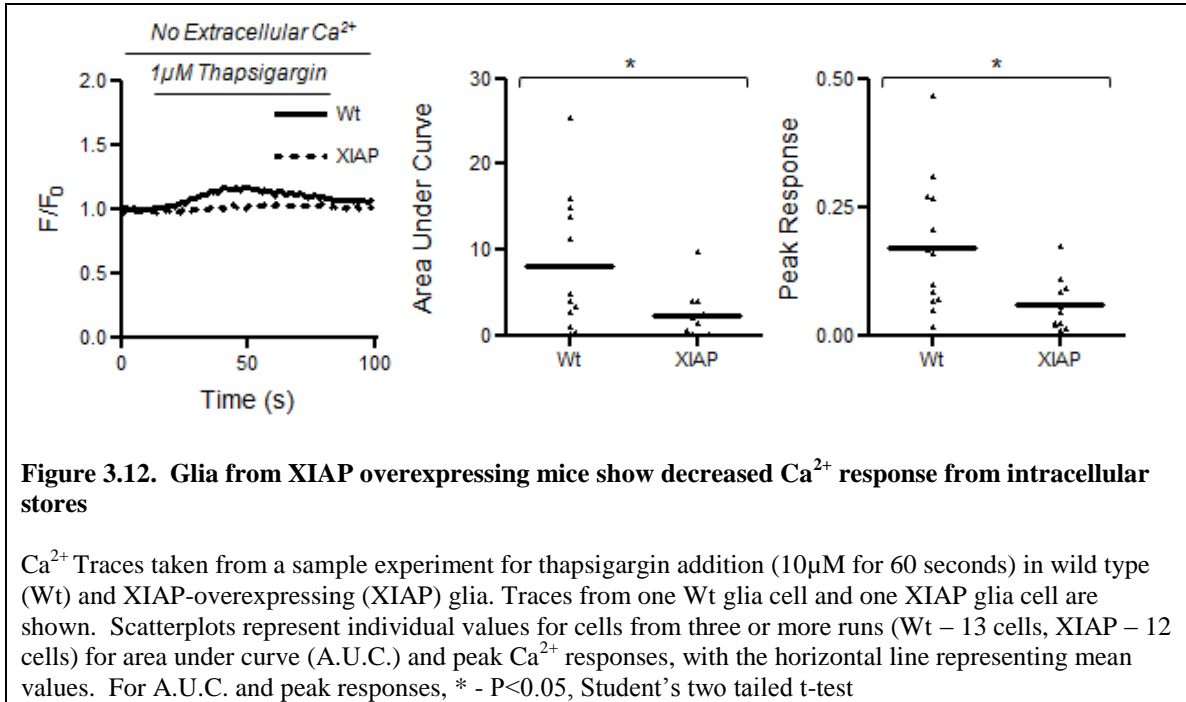 No Extracellular Ca²⁺
1µM Thapsigargin
Wt
XIAP
F/F₀
2.0
1.5
1.0
0.5
0.0
0
50
100
Time (s)
*
Area Under Curve
30
20
10
0
Wt
XIAP
*
Peak Response
0.50
0.25
0.00
Wt
XIAP
Figure 3.12. Glia from XIAP overexpressing mice show decreased Ca²⁺ response from intracellular
stores
Ca²⁺ Traces taken from a sample experiment for thapsigargin addition (10µM for 60 seconds) in wild type
(Wt) and XIAP-overexpressing (XIAP) glia. Traces from one Wt glia cell and one XIAP glia cell are
shown. Scatterplots represent individual values for cells from three or more runs (Wt – 13 cells, XIAP – 12
cells) for area under curve (A.U.C.) and peak Ca²⁺ responses, with the horizontal line representing mean
values. For A.U.C. and peak responses, * - P<0.05, Student’s two tailed t-test